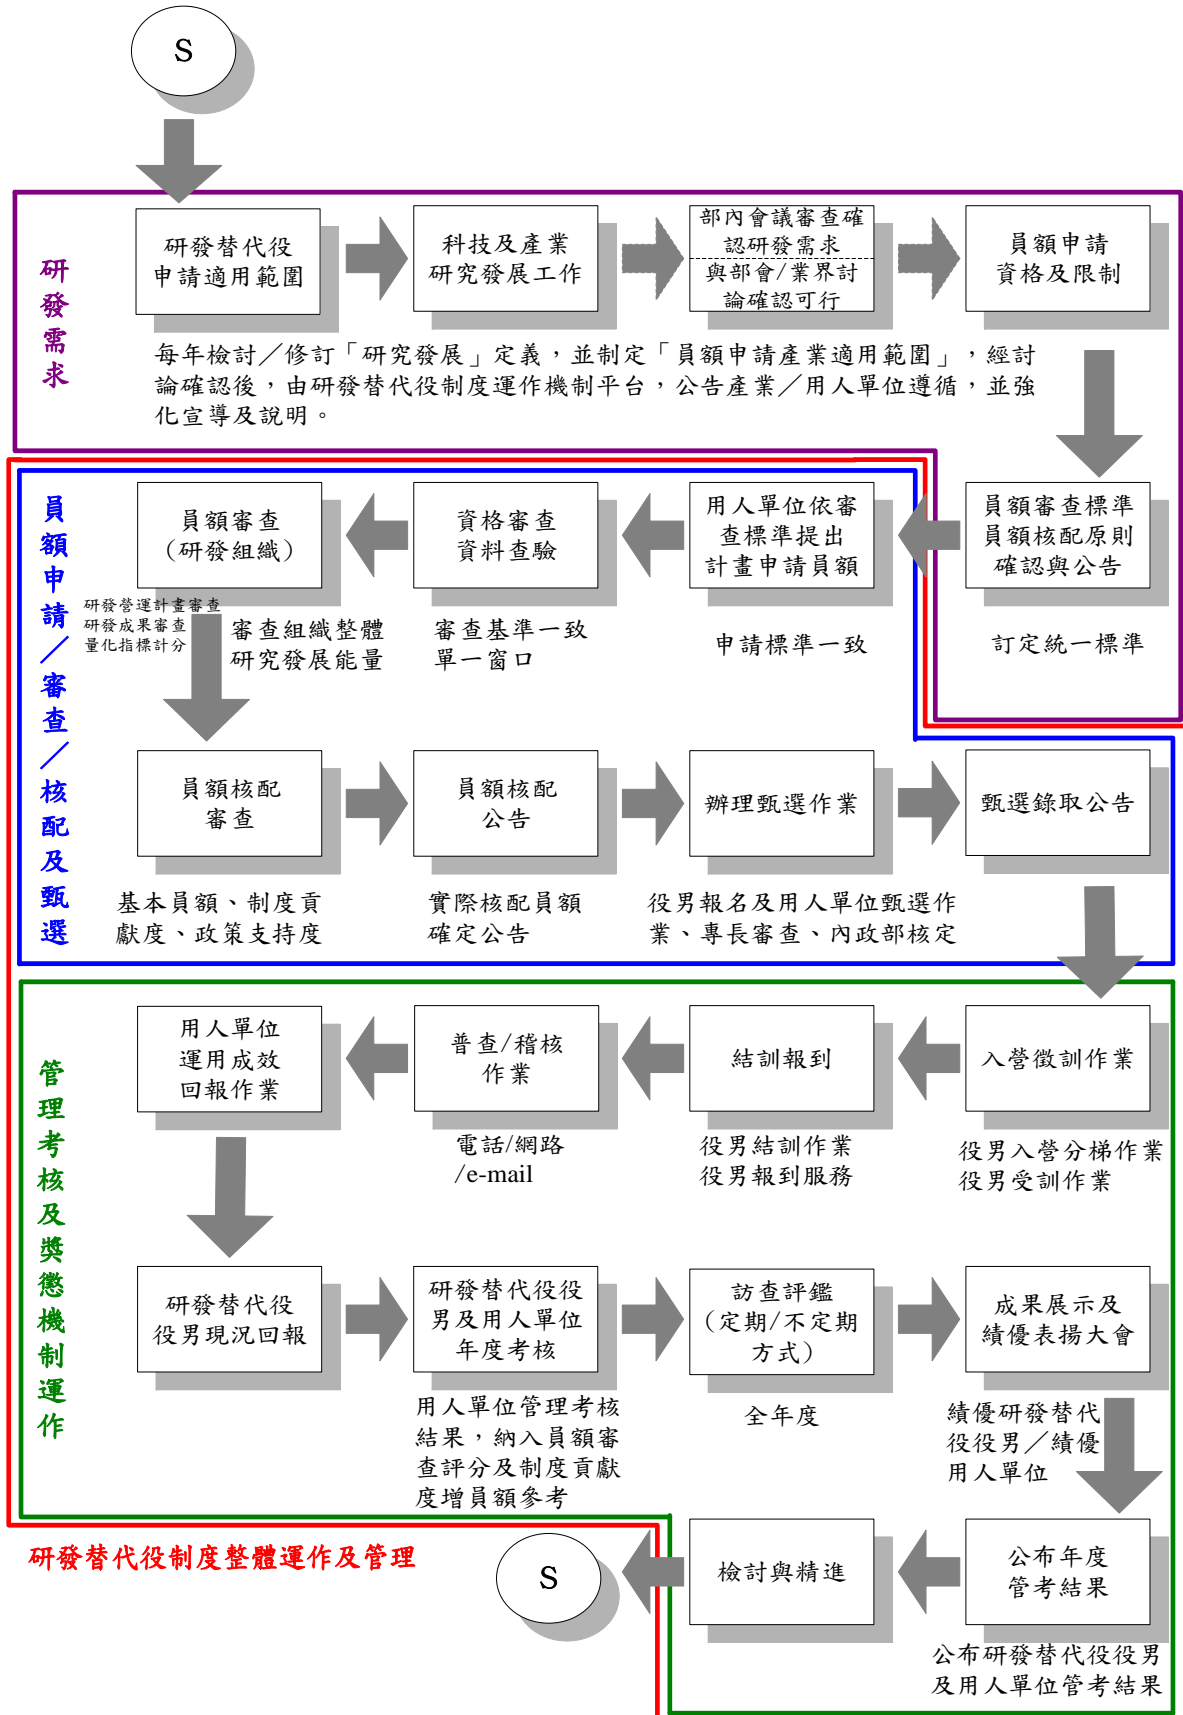 S
研發需求
研發替代役
申請適用範圍
科技及產業
研究發展工作
部內會議審查確
認研發需求
與部會/業界討
論確認可行
員額申請
資格及限制
每年檢討／修訂「研究發展」定義，並制定「員額申請產業適用範圍」，經討
論確認後，由研發替代役制度運作機制平台，公告產業／用人單位遵循，並強
化宣導及說明。
員額審查標準
員額核配原則
確認與公告
訂定統一標準
員額申請／審查／核配及甄選
用人單位依審
查標準提出
計畫申請員額
申請標準一致
資格審查
資料查驗
審查基準一致
單一窗口
員額審查
（研發組織）
研發營運計畫審查
研發成果審查
量化指標計分
審查組織整體
研究發展能量
員額核配
審查
基本員額、制度貢
獻度、政策支持度
員額核配
公告
實際核配員額
確定公告
辦理甄選作業
役男報名及用人單位甄選作
業、專長審查、內政部核定
甄選錄取公告
管理考核及獎懲機制運作
入營徵訓作業
役男入營分梯作業
役男受訓作業
結訓報到
役男結訓作業
役男報到服務
普查/稽核
作業
電話/網路
/e-mail
用人單位
運用成效
回報作業
研發替代役
役男現況回報
研發替代役役
男及用人單位
年度考核
用人單位管理考核
結果，納入員額審
查評分及制度貢獻
度增員額參考
訪查評鑑
（定期/不定期
方式）
全年度
成果展示及
績優表揚大會
績優研發替代
役役男／績優
用人單位
公布年度
管考結果
公布研發替代役役男
及用人單位管考結果
檢討與精進
S
研發替代役制度整體運作及管理